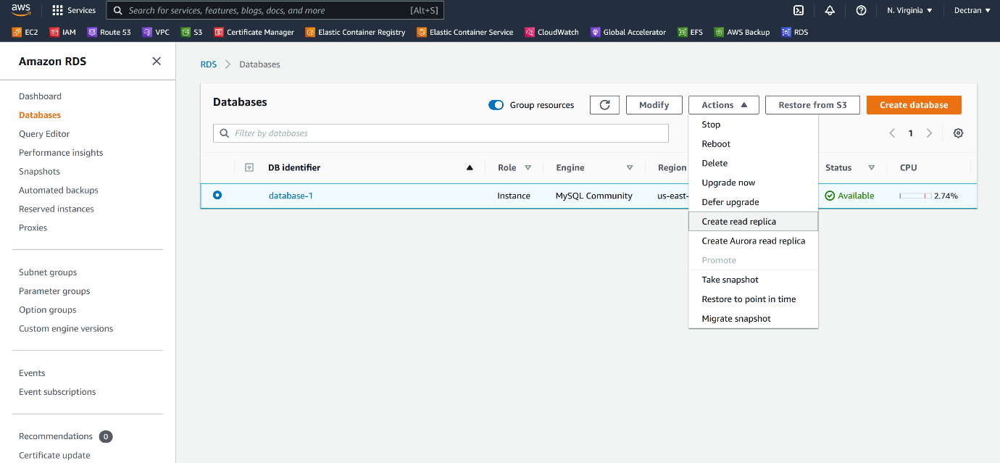 aws
Services
Search for services, features, blogs, docs, and more [Alt+S]
N. Virginia
Dectran
EC2 IAM Route 53 VPC S3 Certificate Manager Elastic Container Registry Elastic Container Service CloudWatch Global Accelerator EFS AWS Backup RDS
Amazon RDS
Dashboard
Databases
Query Editor
Performance insights
Snapshots
Automated backups
Reserved instances
Proxies
Subnet groups
Parameter groups
Option groups
Custom engine versions
Events
Event subscriptions
Recommendations 0
Certificate update
RDS > Databases
Databases
Group resources
Modify
Actions
Restore from S3
Create database
Filter by databases
1
DB identifier Role Engine Region Status CPU
database-1 Instance MySQL Community us-east- Available 2.74%
Stop
Reboot
Delete
Upgrade now
Defer upgrade
Create read replica
Create Aurora read replica
Promote
Take snapshot
Restore to point in time
Migrate snapshot